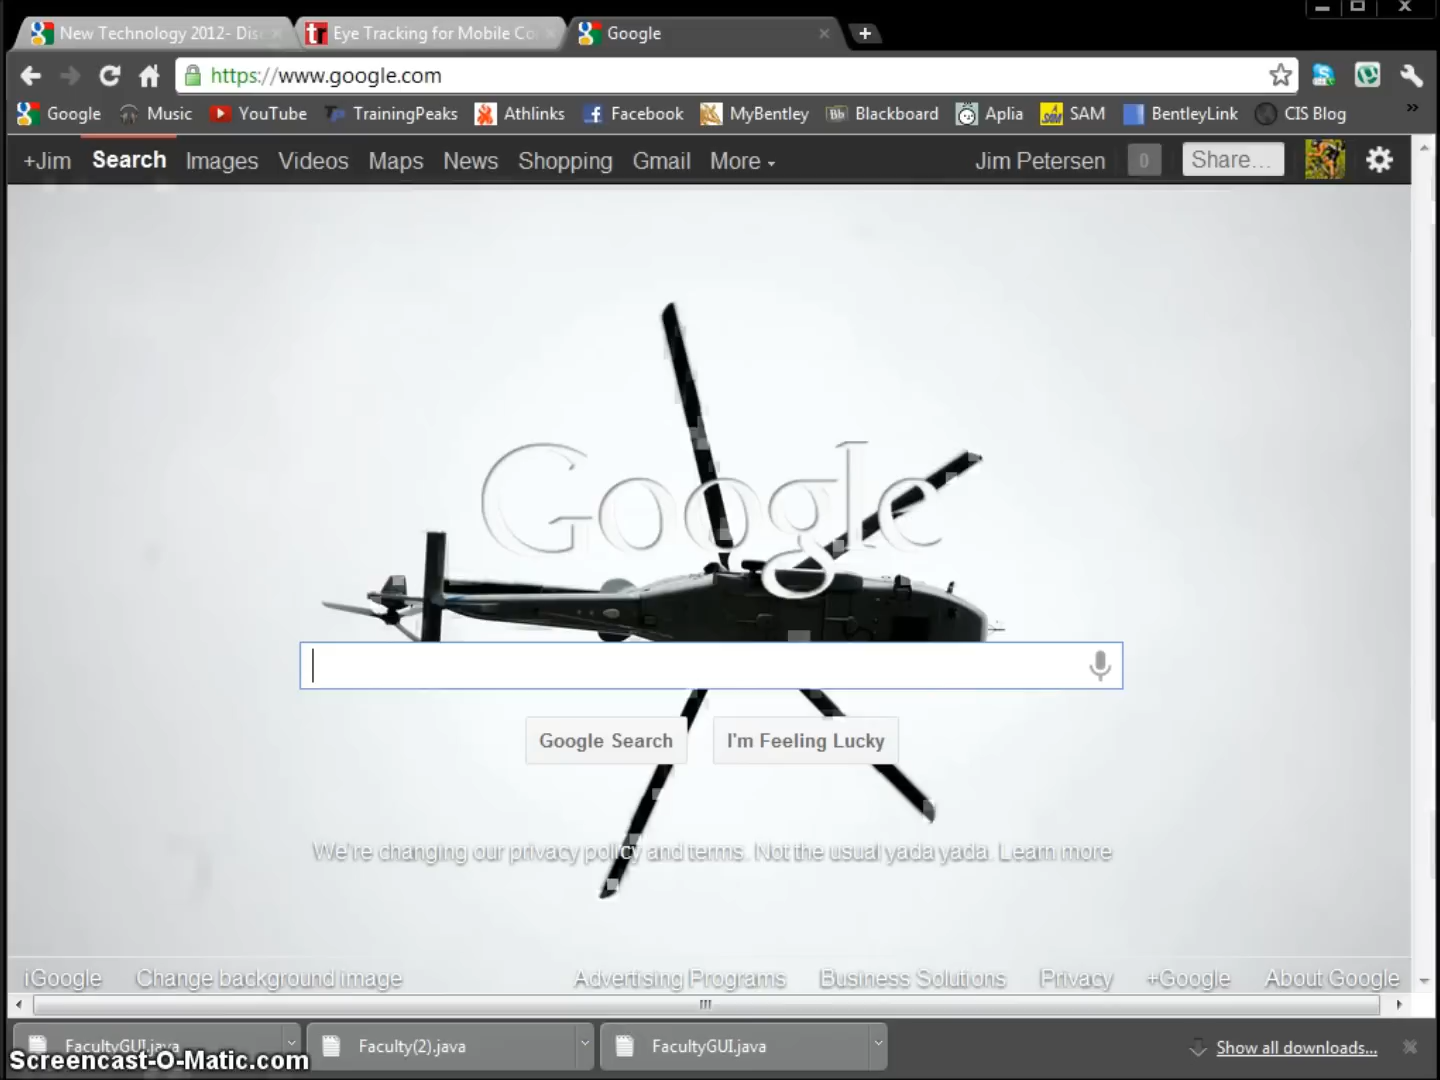 New Technology 2012- Dis
Eye Tracking for Mobile Co
Google
https://www.google.com
Google Music YouTube TrainingPeaks Athlinks Facebook MyBentley Blackboard Aplia SAM BentleyLink CIS Blog »
+Jim Search Images Videos Maps News Shopping Gmail More Jim Petersen 0 Share...
Google
Google Search I'm Feeling Lucky
We're changing our privacy policy and terms. Not the usual yada yada. Learn more
iGoogle Change background image Advertising Programs Business Solutions Privacy +Google About Google
FacultyGUI.java Faculty(2).java FacultyGUI.java Show all downloads...
Screencast-O-Matic.com